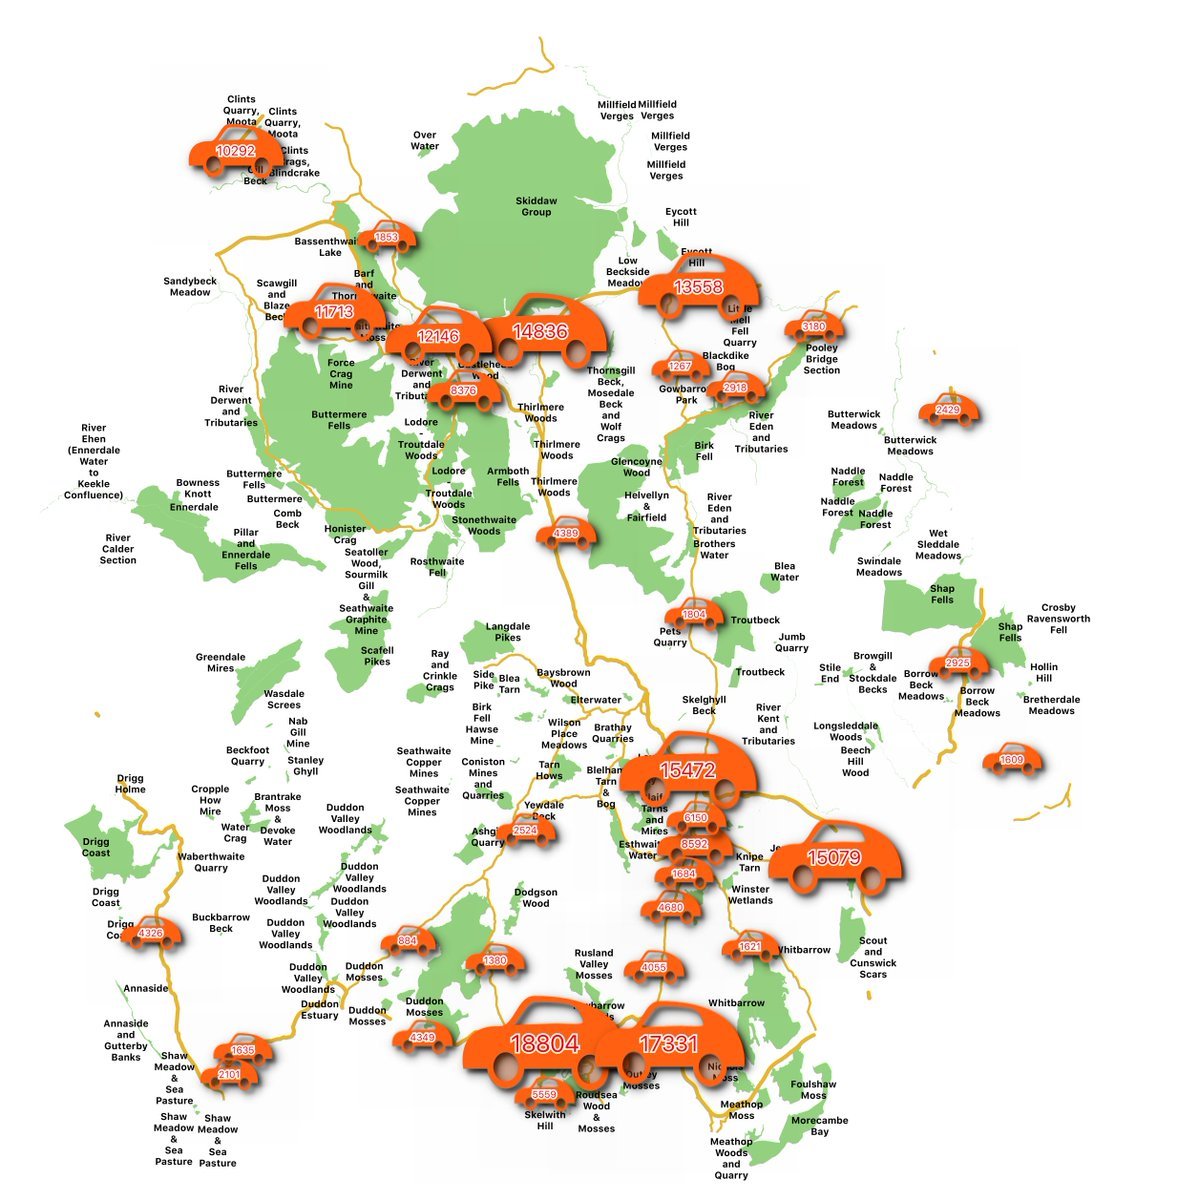 Clints
Quarry,
Moota
Clints
Quarry,
Moota
Clints
Crags,
Blindcrake
10292
Gill
Beck
Over
Water
Millfield
Verges
Millfield
Verges
Millfield
Verges
Millfield
Verges
Skiddaw
Group
Eycott
Hill
Eycott
Hill
1853
Bassenthwaite
Lake
Sandybeck
Meadow
Scawgill
and
Blaze
Beck
Barf
and
Thornthwaite
11713
Moss
12146
14836
Low
Beckside
Meadow
13558
Little
Mell
Fell
Quarry
3180
Pooley
Bridge
Section
Force
Crag
Mine
River
Derwent
and
Tributaries
Castlehead
Wood
8376
Thornsgill
Beck,
Mosedale
Beck
and
Wolf
Crags
1267
Blackdike
Bog
2918
Gowbarrow
Park
River
Derwent
and
Tributaries
Buttermere
Fells
Thirlmere
Woods
River
Eden
and
Tributaries
2429
Butterwick
Meadows
Butterwick
Meadows
River
Ehen
(Ennerdale
Water
to
Keekle
Confluence)
Lodore
-
Troutdale
Woods
Thirlmere
Woods
Birk
Fell
Glencoyne
Wood
Lodore
-
Troutdale
Woods
Armboth
Fells
Thirlmere
Woods
Naddle
Forest
Naddle
Forest
Naddle
Forest
Naddle
Forest
Buttermere
Fells
Buttermere
Bowness
Knott
Ennerdale
Comb
Beck
Helvellyn
&
Fairfield
River
Eden
and
Tributaries
Brothers
Water
Stonethwaite
Woods
4389
Honister
Crag
River
Calder
Section
Pillar
and
Ennerdale
Fells
Wet
Sleddale
Meadows
Swindale
Meadows
Seatoller
Wood,
Sourmilk
Gill
&
Seathwaite
Graphite
Mine
Rosthwaite
Fell
Blea
Water
Shap
Fells
1804
Troutbeck
Pets
Quarry
Crosby
Ravensworth
Fell
Shap
Fells
Langdale
Pikes
Jumb
Quarry
Scafell
Pikes
Greendale
Mires
Ray
and
Crinkle
Crags
Side
Pike
Blea
Tarn
Baysbrown
Wood
Troutbeck
Stile
End
Browgill
&
Stockdale
Becks
2925
Borrow
Beck
Meadows
Borrow
Beck
Meadows
Hollin
Hill
Bretherdale
Meadows
Wasdale
Screes
Elterwater
Skelghyll
Beck
Nab
Gill
Mine
Birk
Fell
Hawse
Mine
Wilson
Place
Meadows
Brathay
Quarries
River
Kent
and
Tributaries
Longsleddale
Woods
Beech
Hill
Wood
1609
Beckfoot
Quarry
Stanley
Ghyll
Seathwaite
Copper
Mines
Seathwaite
Copper
Mines
Coniston
Mines
and
Quarries
Tarn
Hows
Blelham
Tarn
&
Bog
15472
Drigg
Holme
Cropple
How
Mire
Brantrake
Moss
&
Devoke
Water
Water
Crag
Duddon
Valley
Woodlands
Yewdale
Beck
2524
Tarns
and
Mires
6150
Drigg
Coast
Waberthwaite
Quarry
Esthwaite
Water
8592
Knipe
Tarn
15079
1684
Duddon
Valley
Woodlands
Duddon
Valley
Woodlands
Drigg
Coast
Dodgson
Wood
Winster
Wetlands
4680
Duddon
Valley
Woodlands
Duddon
Valley
Woodlands
Buckbarrow
Beck
4326
884
1380
1621
Whitbarrow
Scout
and
Cunswick
Scars
Rusland
Valley
Mosses
4055
Duddon
Valley
Woodlands
Duddon
Mosses
Annaside
Duddon
Estuary
Duddon
Mosses
Duddon
Mosses
Whitbarrow
Annaside
and
Gutterby
Banks
4349
18804
17331
1635
2101
Shaw
Meadow
&
Sea
Pasture
Nichols
Moss
Mosses
5559
Skelwith
Hill
Roudsea
Wood
&
Mosses
Foulshaw
Moss
Meathop
Moss
Morecambe
Bay
Shaw
Meadow
&
Sea
Pasture
Shaw
Meadow
&
Sea
Pasture
Meathop
Woods
and
Quarry